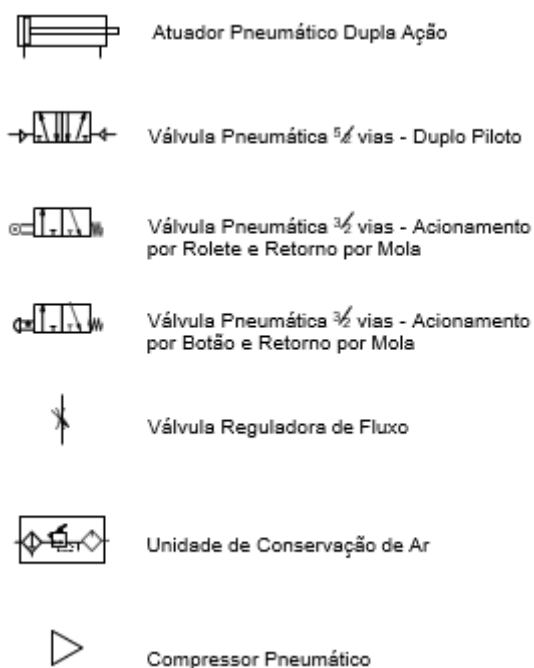 Atuador Pneumático Dupla Ação
Válvula Pneumática 5/2 vias - Duplo Piloto
Válvula Pneumática 3/2 vias - Acionamento
por Rolete e Retorno por Mola
Válvula Pneumática 3/2 vias - Acionamento
por Botão e Retorno por Mola
Válvula Reguladora de Fluxo
Unidade de Conservação de Ar
Compressor Pneumático